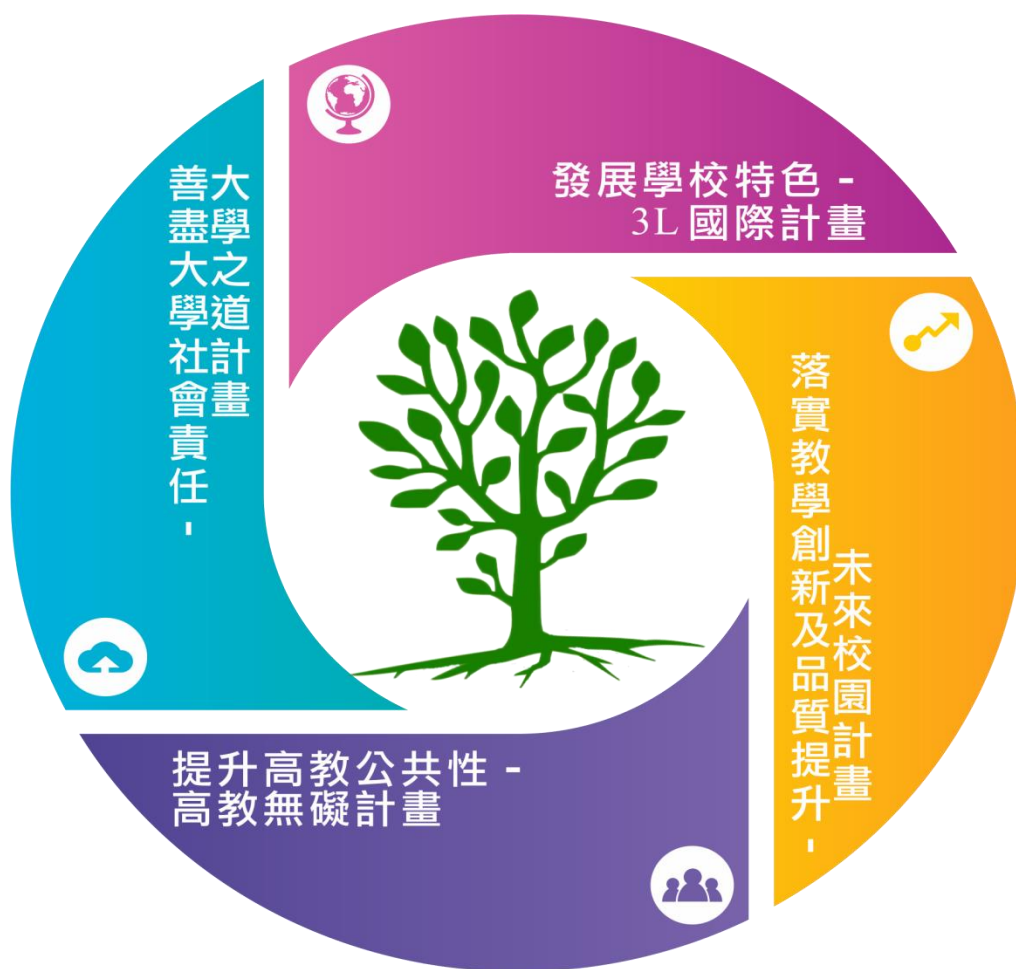 發展學校特色 -
3L 國際計畫
落實教學創新及品質提升 -
未來校園計畫
提升高教公共性 -
高教無礙計畫
善盡大學社會責任 -
大學之道計畫